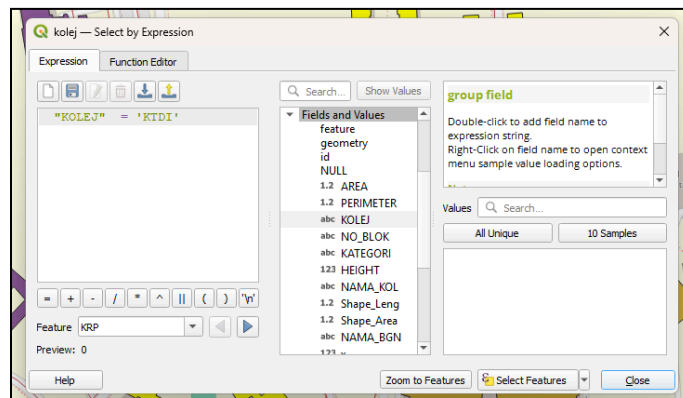 kolej — Select by Expression
Expression
Function Editor
"KOLEJ" = 'KTDI'
= + - / * ^ || ( ) '\n'
Feature KRP
Preview: 0
Search...
Show Values
Fields and Values
feature
geometry
id
NULL
1.2 AREA
1.2 PERIMETER
abc KOLEJ
abc NO_BLOK
abc KATEGORI
123 HEIGHT
abc NAMA_KOL
1.2 Shape_Leng
1.2 Shape_Area
abc NAMA_BGN
group field
Double-click to add field name to
expression string.
Right-Click on field name to open context
menu sample value loading options.
Values
Search...
All Unique
10 Samples
Help
Zoom to Features
Select Features
Close